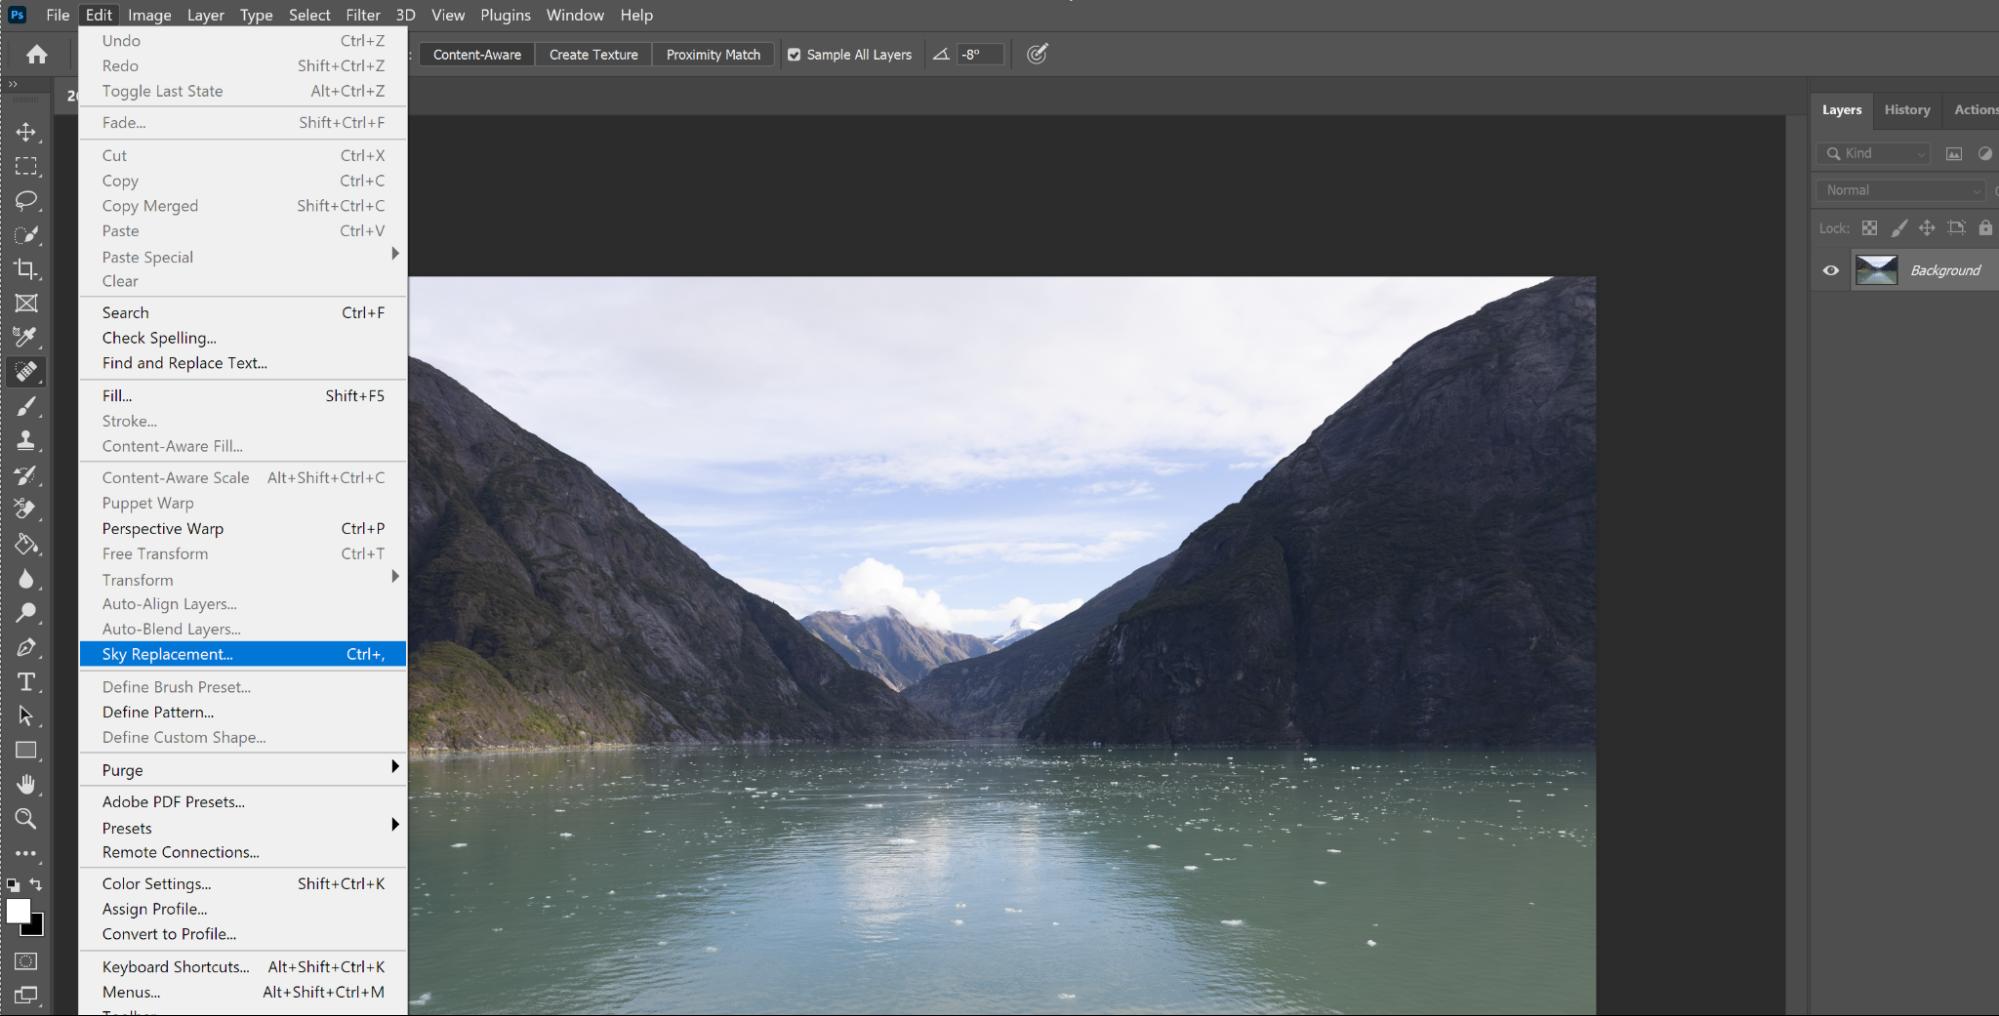 Ps File Edit Image Layer Type Select Filter 3D View Plugins Window Help
: Content-Aware Create Texture Proximity Match Sample All Layers -8°
Undo Ctrl+Z
Redo Shift+Ctrl+Z
Toggle Last State Alt+Ctrl+Z
Fade... Shift+Ctrl+F
Cut Ctrl+X
Copy Ctrl+C
Copy Merged Shift+Ctrl+C
Paste Ctrl+V
Paste Special
Clear
Search Ctrl+F
Check Spelling...
Find and Replace Text...
Fill... Shift+F5
Stroke...
Content-Aware Fill...
Content-Aware Scale Alt+Shift+Ctrl+C
Puppet Warp
Perspective Warp Ctrl+P
Free Transform Ctrl+T
Transform
Auto-Align Layers...
Auto-Blend Layers...
Sky Replacement... Ctrl+,
Define Brush Preset...
Define Pattern...
Define Custom Shape...
Purge
Adobe PDF Presets...
Presets
Remote Connections...
Color Settings... Shift+Ctrl+K
Assign Profile...
Convert to Profile...
Keyboard Shortcuts... Alt+Shift+Ctrl+K
Menus... Alt+Shift+Ctrl+M
Layers History Actions
Kind
Normal
Lock:
Background